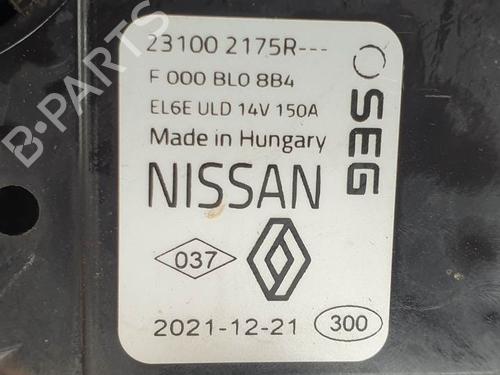 23100 2175R---
F 000 BL0 8B4
EL6E ULD 14V 150A
Made in Hungary
NISSAN
037
2021-12-21
300
SEG
B-PARTS